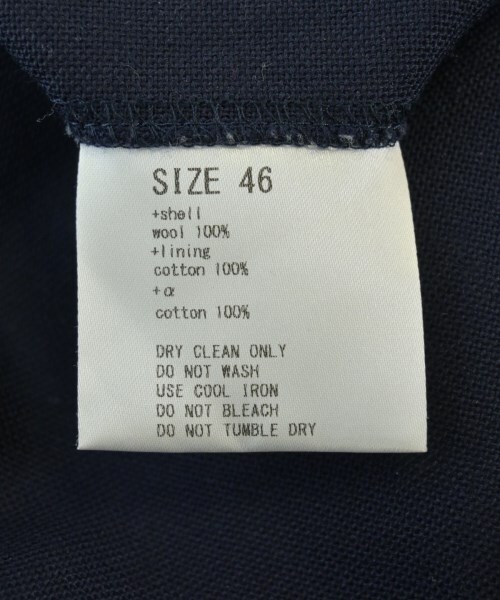 SIZE 46
+shell
wool 100%
+lining
cotton 100%
+α
cotton 100%
DRY CLEAN ONLY
DO NOT WASH
USE COOL IRON
DO NOT BLEACH
DO NOT TUMBLE DRY